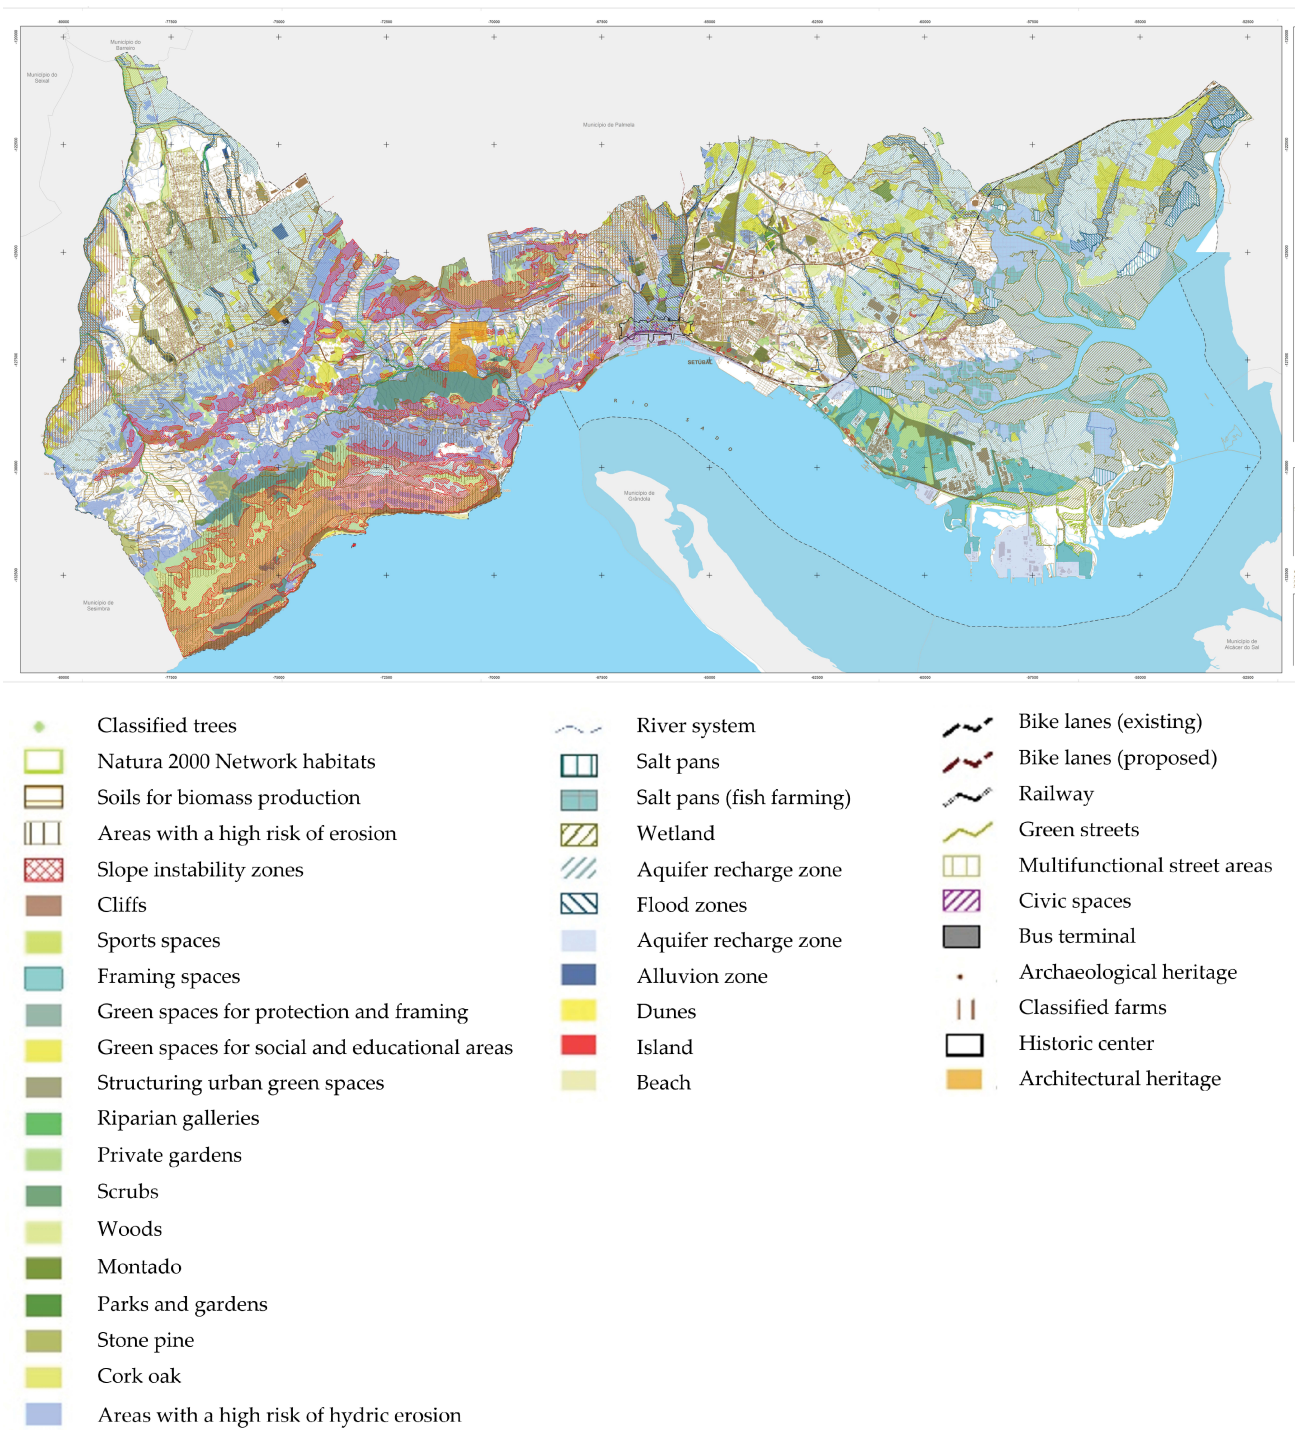 Município do
Barreiro
Município do
Seixal
Município de Palmela
SETÚBAL
RIO SADO
Município de
Grândola
Município de
Sesimbra
Município de
Alcácer do Sal
Classified trees
Natura 2000 Network habitats
Soils for biomass production
Areas with a high risk of erosion
Slope instability zones
Cliffs
Sports spaces
Framing spaces
Green spaces for protection and framing
Green spaces for social and educational areas
Structuring urban green spaces
Riparian galleries
Private gardens
Scrubs
Woods
Montado
Parks and gardens
Stone pine
Cork oak
Areas with a high risk of hydric erosion
River system
Salt pans
Salt pans (fish farming)
Wetland
Aquifer recharge zone
Flood zones
Aquifer recharge zone
Alluvion zone
Dunes
Island
Beach
Bike lanes (existing)
Bike lanes (proposed)
Railway
Green streets
Multifunctional street areas
Civic spaces
Bus terminal
Archaeological heritage
Classified farms
Historic center
Architectural heritage